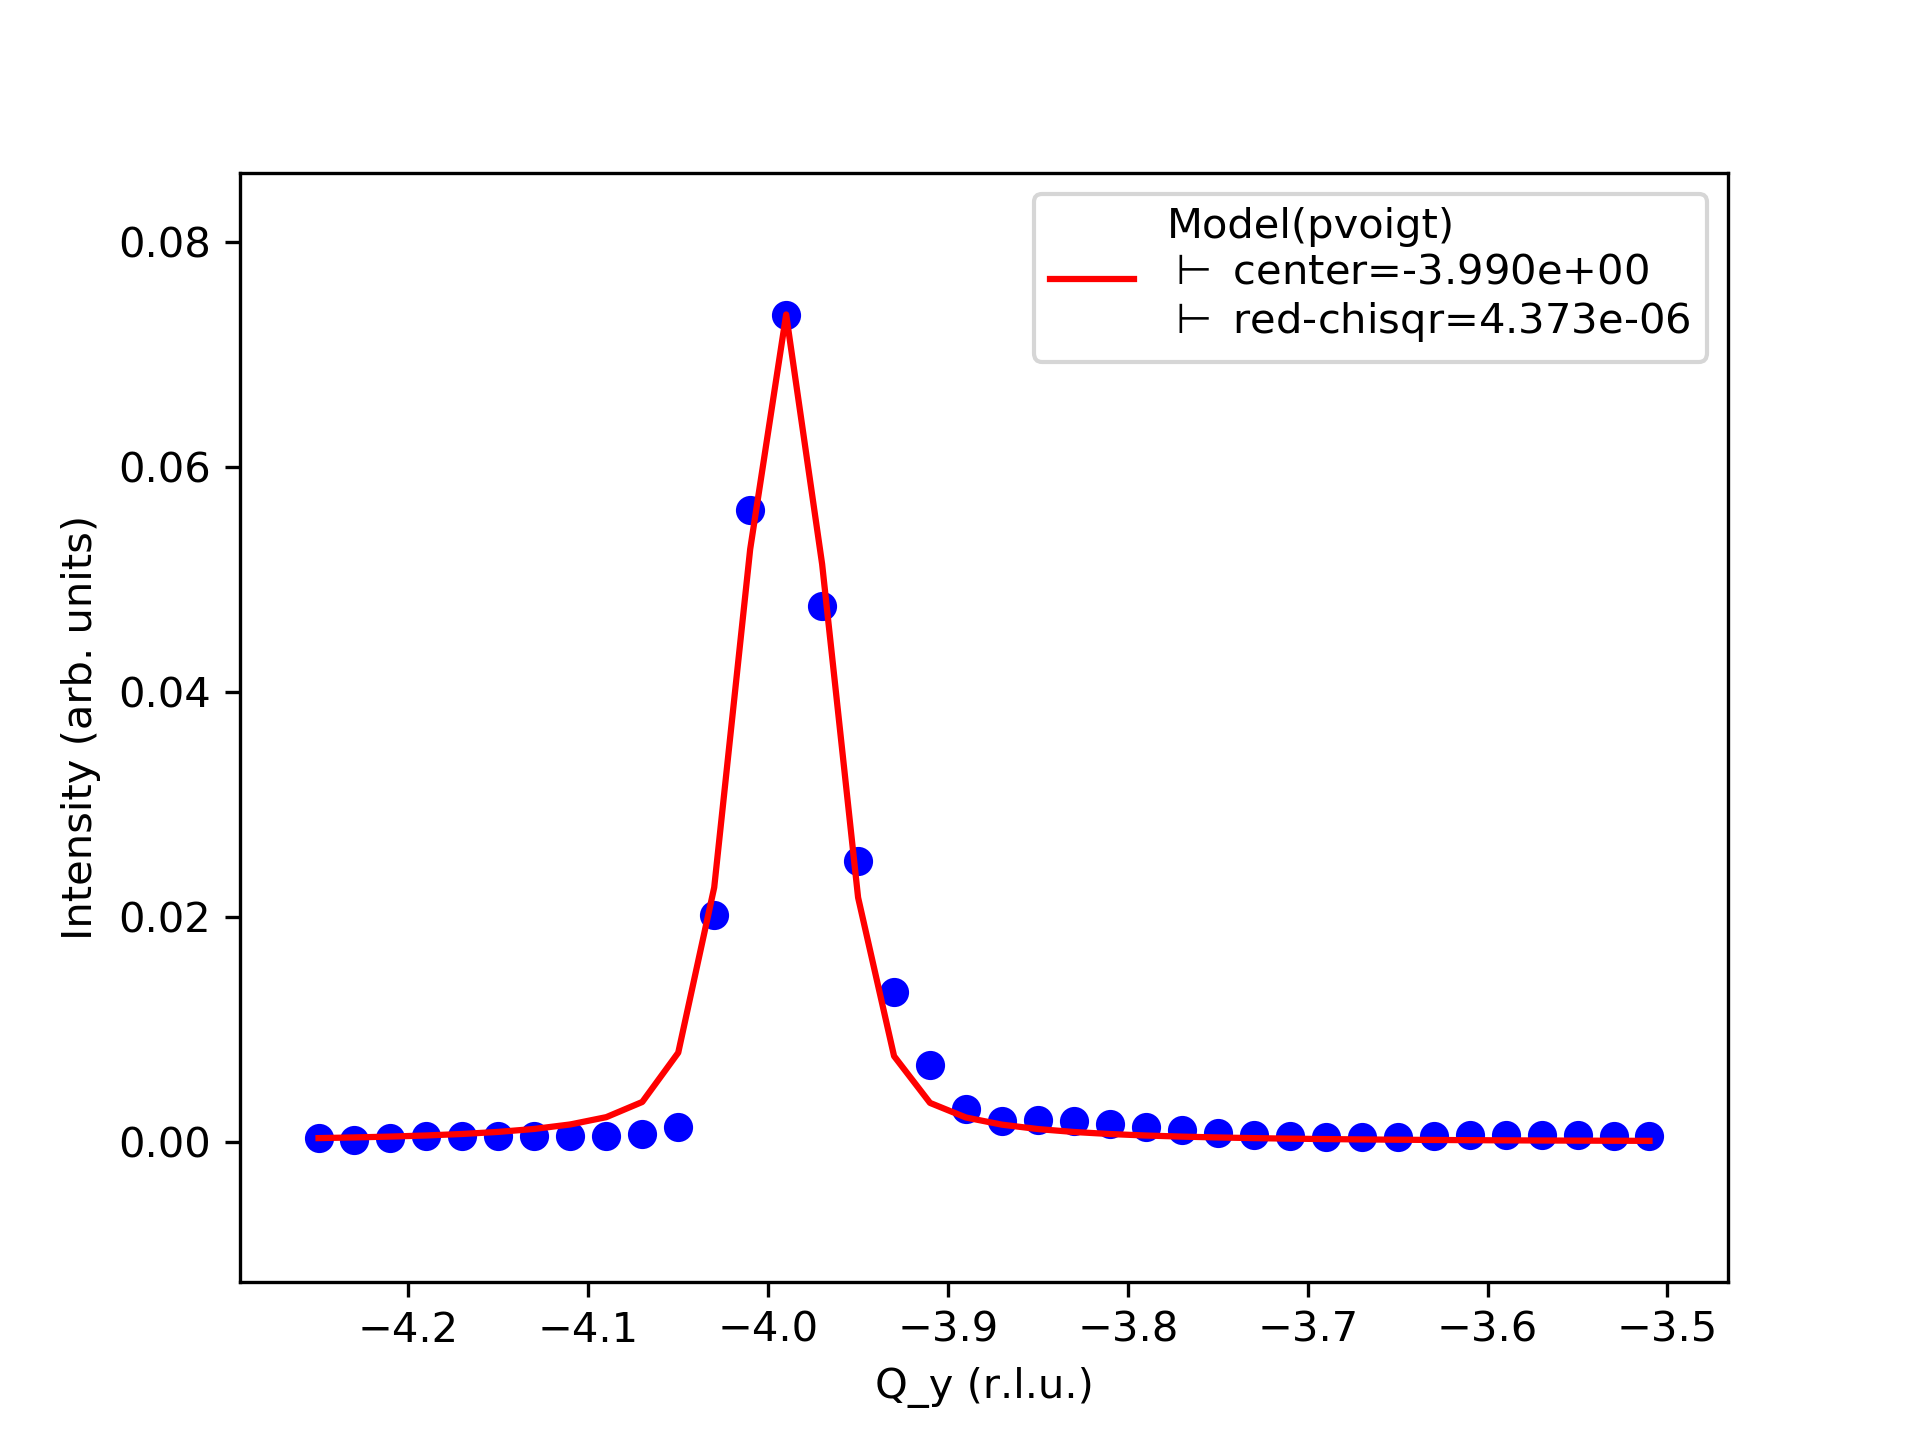 Model(pvoigt)
⊢ center=-3.990e+00
⊢ red-chisqr=4.373e-06
0.08
0.06
0.04
0.02
0.00
Intensity (arb. units)
−4.2 −4.1 −4.0 −3.9 −3.8 −3.7 −3.6 −3.5
Q_y (r.l.u.)